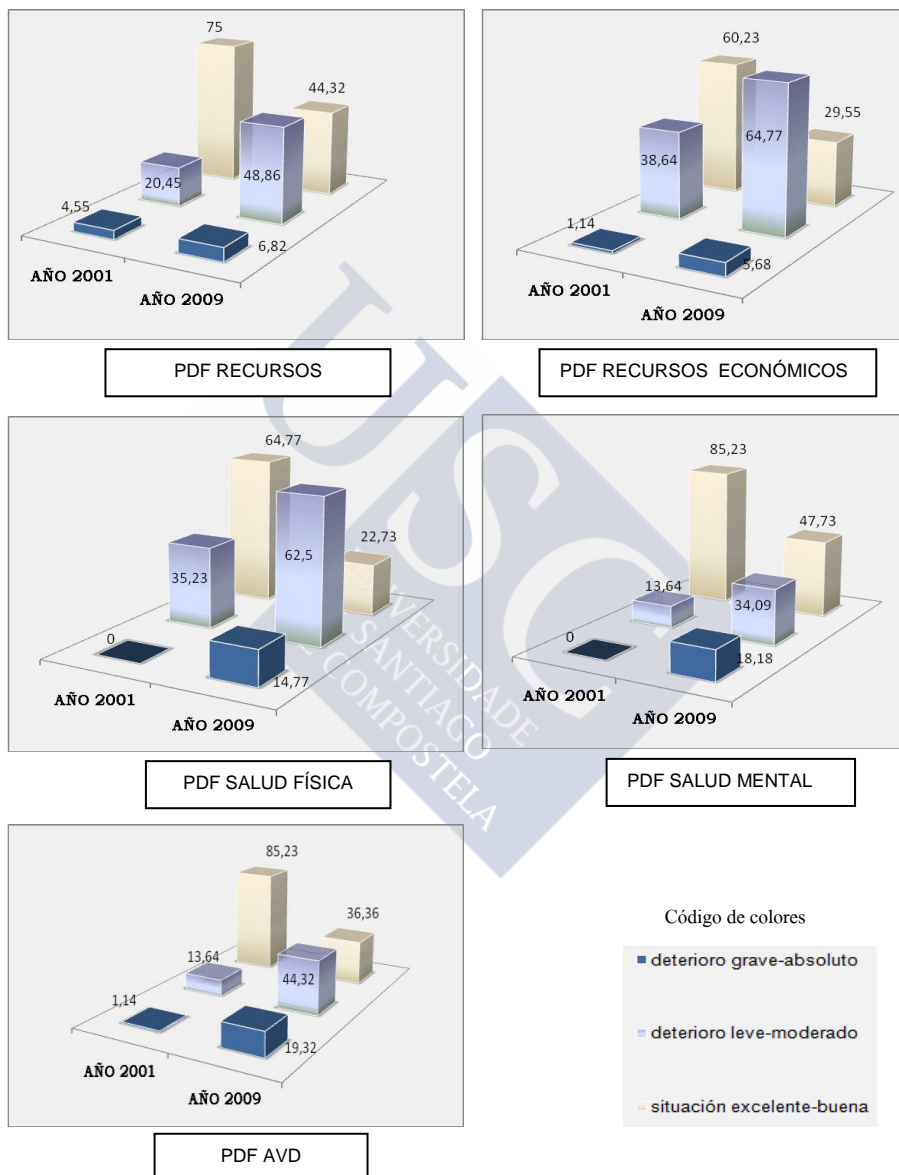 75
44,32
20,45
48,86
4,55
6,82
AÑO 2001
AÑO 2009
PDF RECURSOS
60,23
29,55
38,64
64,77
1,14
5,68
AÑO 2001
AÑO 2009
PDF RECURSOS ECONÓMICOS
64,77
22,73
35,23
62,5
0
14,77
AÑO 2001
AÑO 2009
PDF SALUD FÍSICA
85,23
47,73
13,64
34,09
0
18,18
AÑO 2001
AÑO 2009
PDF SALUD MENTAL
85,23
36,36
13,64
44,32
1,14
19,32
AÑO 2001
AÑO 2009
PDF AVD
Código de colores
deterioro grave-absoluto
deterioro leve-moderado
situación excelente-buena
USC
SANTIAGO
COMPOSTELA